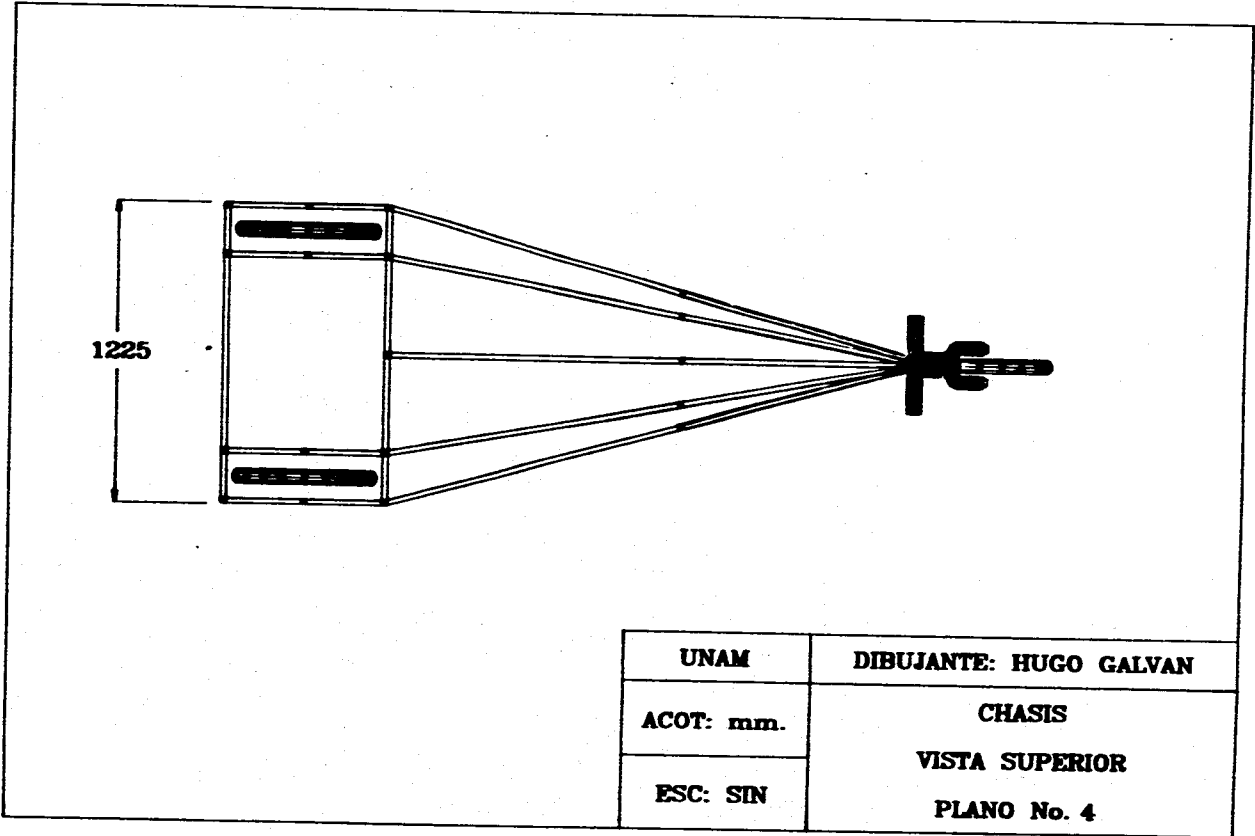 1225
UNAM
DIBUJANTE: HUGO GALVAN
ACOT: mm.
CHASIS
VISTA SUPERIOR
ESC: SIN
PLANO No. 4